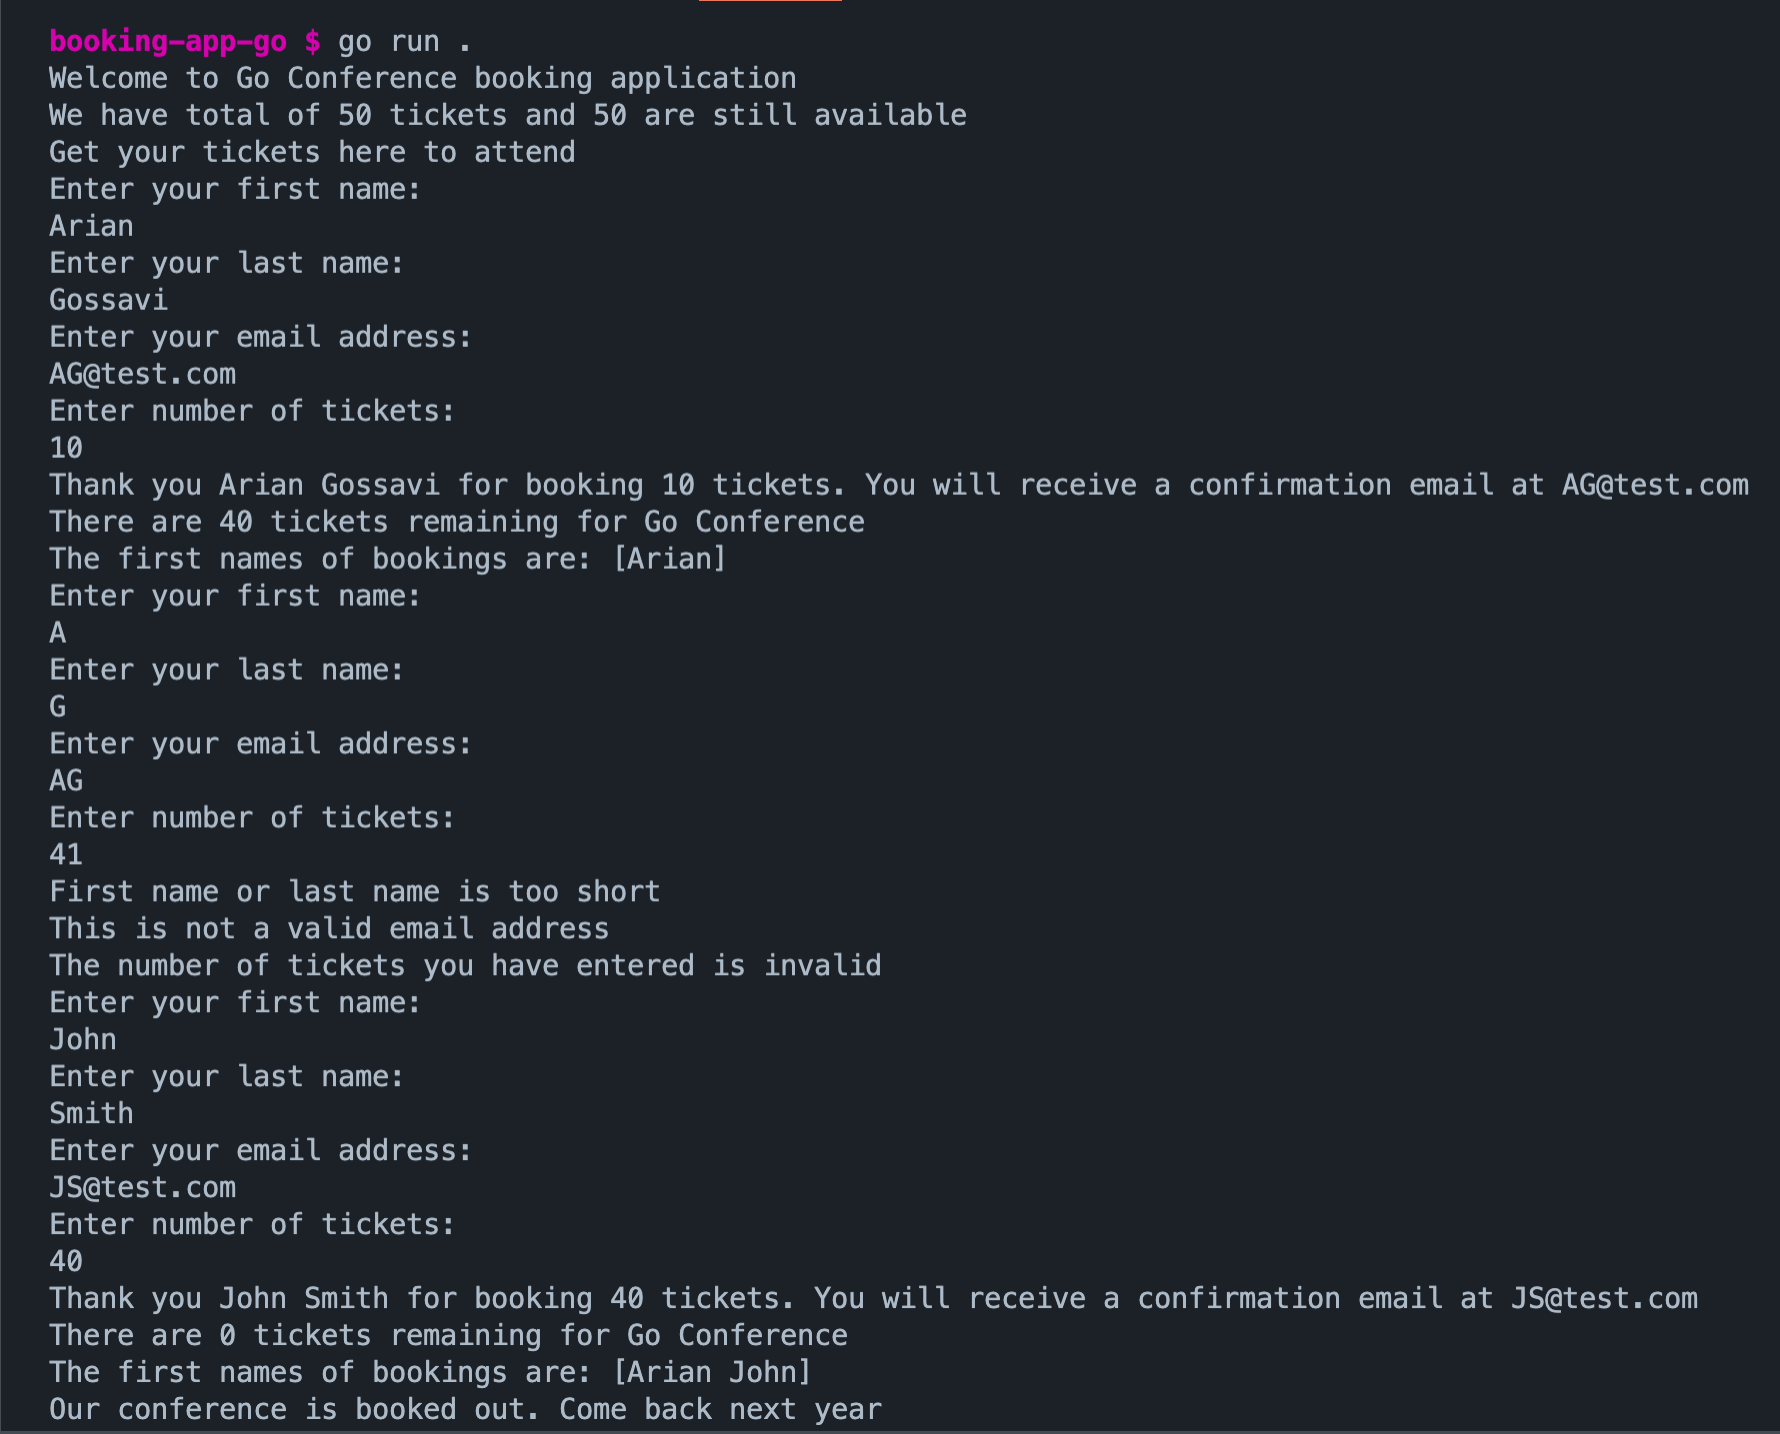 booking-app-go $ go run .
Welcome to Go Conference booking application
We have total of 50 tickets and 50 are still available
Get your tickets here to attend
Enter your first name:
Arian
Enter your last name:
Gossavi
Enter your email address:
AG@test.com
Enter number of tickets:
10
Thank you Arian Gossavi for booking 10 tickets. You will receive a confirmation email at AG@test.com
There are 40 tickets remaining for Go Conference
The first names of bookings are: [Arian]
Enter your first name:
A
Enter your last name:
G
Enter your email address:
AG
Enter number of tickets:
41
First name or last name is too short
This is not a valid email address
The number of tickets you have entered is invalid
Enter your first name:
John
Enter your last name:
Smith
Enter your email address:
JS@test.com
Enter number of tickets:
40
Thank you John Smith for booking 40 tickets. You will receive a confirmation email at JS@test.com
There are 0 tickets remaining for Go Conference
The first names of bookings are: [Arian John]
Our conference is booked out. Come back next year